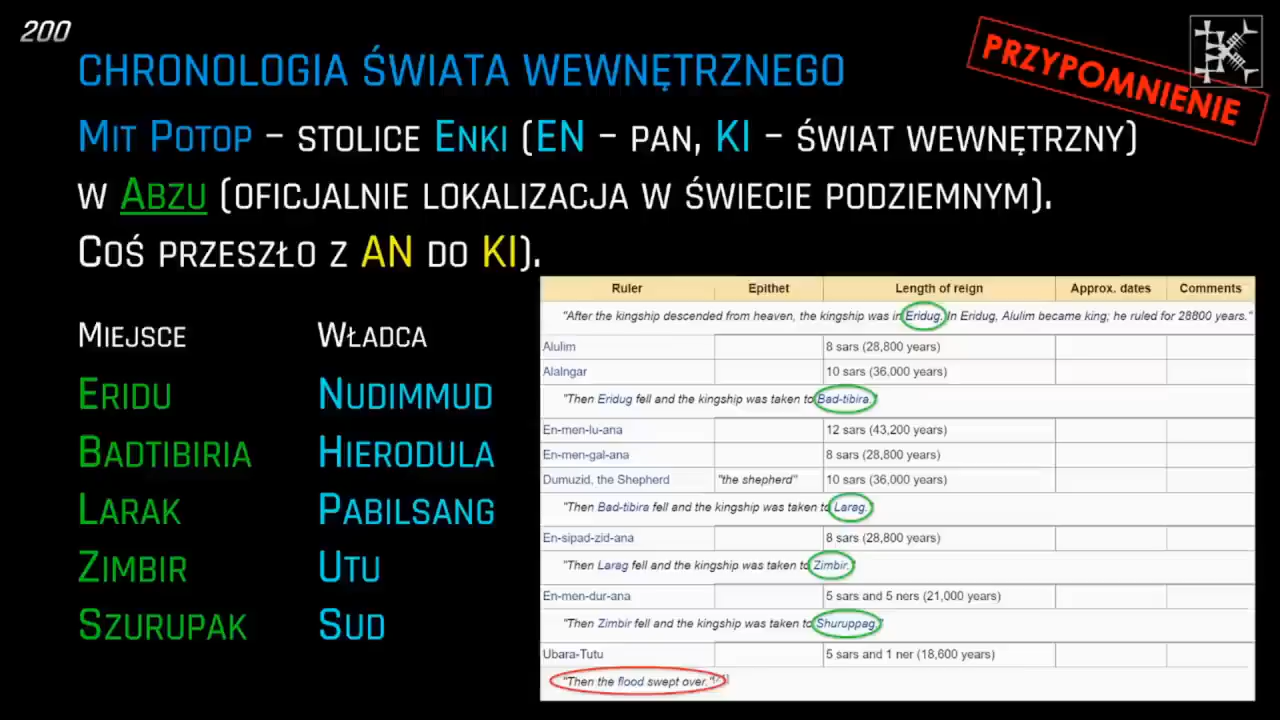 200
PRZYPOMNIENIE
CHRONOLOGIA ŚWIATA WEWNĘTRZNEGO
MIT POTOP – STOLICE ENKI (EN – PAN, KI – ŚWIAT WEWNĘTRZNY)
W ABZU (OFICJALNIE LOKALIZACJA W ŚWIECIE PODZIEMNYM).
COŚ PRZESZŁO Z AN DO KI).
MIEJSCE WŁADCA
ERIDU NUDIMMUD
BADTIBIRIA HIERODULA
LARAK PABILSANG
ZIMBIR UTU
SZURUPAK SUD
Ruler Epithet Length of reign Approx. dates Comments
"After the kingship descended from heaven, the kingship was in Eridug. In Eridug, Alulim became king; he ruled for 28800 years."
Alulim 8 sars (28,800 years)
Alalngar 10 sars (36,000 years)
"Then Eridug fell and the kingship was taken to Bad-tibira."
En-men-lu-ana 12 sars (43,200 years)
En-men-gal-ana 8 sars (28,800 years)
Dumuzid, the Shepherd "the shepherd" 10 sars (36,000 years)
"Then Bad-tibira fell and the kingship was taken to Larag."
En-sipad-zid-ana 8 sars (28,800 years)
"Then Larag fell and the kingship was taken to Zimbir."
En-men-dur-ana 5 sars and 5 ners (21,000 years)
"Then Zimbir fell and the kingship was taken to Shuruppag."
Ubara-Tutu 5 sars and 1 ner (18,600 years)
"Then the flood swept over."